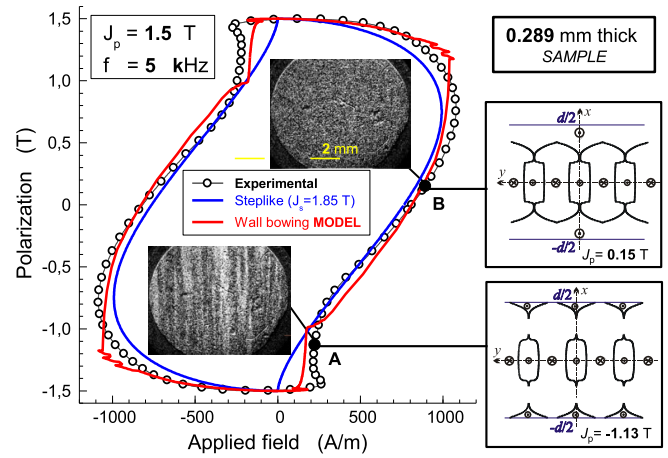 J_p = 1.5 T
f = 5 kHz
0.289 mm thick
SAMPLE
Polarization (T)
1,5
1,0
0,5
0
-0,5
-1,0
-1,5
2 mm
Experimental
Steplike (J_s=1.85 T)
Wall bowing MODEL
B
A
-1000
-500
0
500
1000
Applied field (A/m)
d/2
x
y
-d/2
J_p= 0.15 T
d/2
x
y
-d/2
J_p= -1.13 T